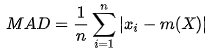 MAD = \frac{1}{n} \sum_{i=1}^{n} |x_i - m(X)|